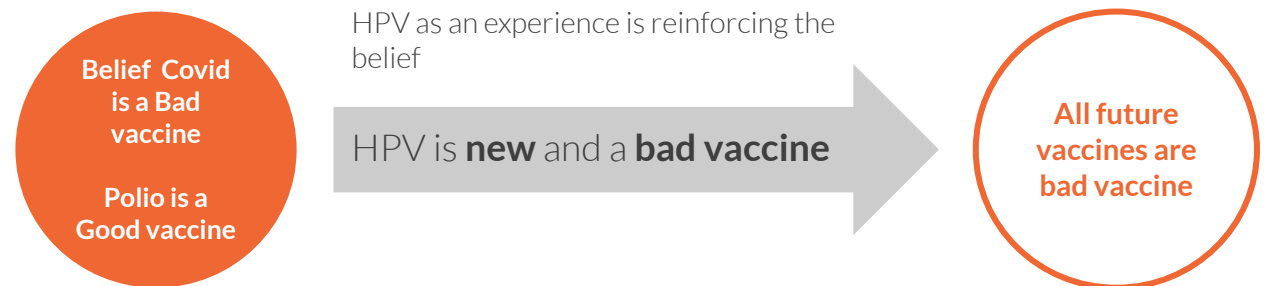 Belief Covid
is a Bad
vaccine
Polio is a
Good vaccine
HPV as an experience is reinforcing the
belief
HPV is new and a bad vaccine
All future
vaccines are
bad vaccine